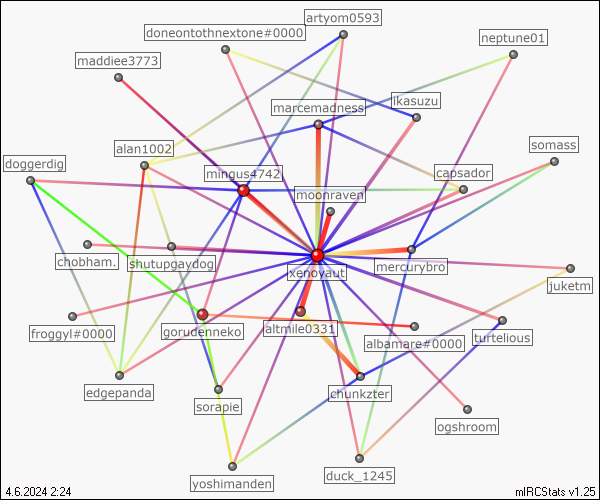 artyom0593
doneontothnextone#0000
neptune01
maddiee3773
ikasuzu
marcemadness
somass
alan1002
doggerdig
mingus4742
capsador
moonraven
chobham.
shutupgaydog
mercurybro
xenoyaut
juketm
froggyl#0000
gorudenneko
altmile0331
albamare#0000
turtelious
edgepanda
chunkzter
sorapie
ogshroom
yoshimanden
duck_1245
4.6.2024 2:24
mIRCStats v1.25